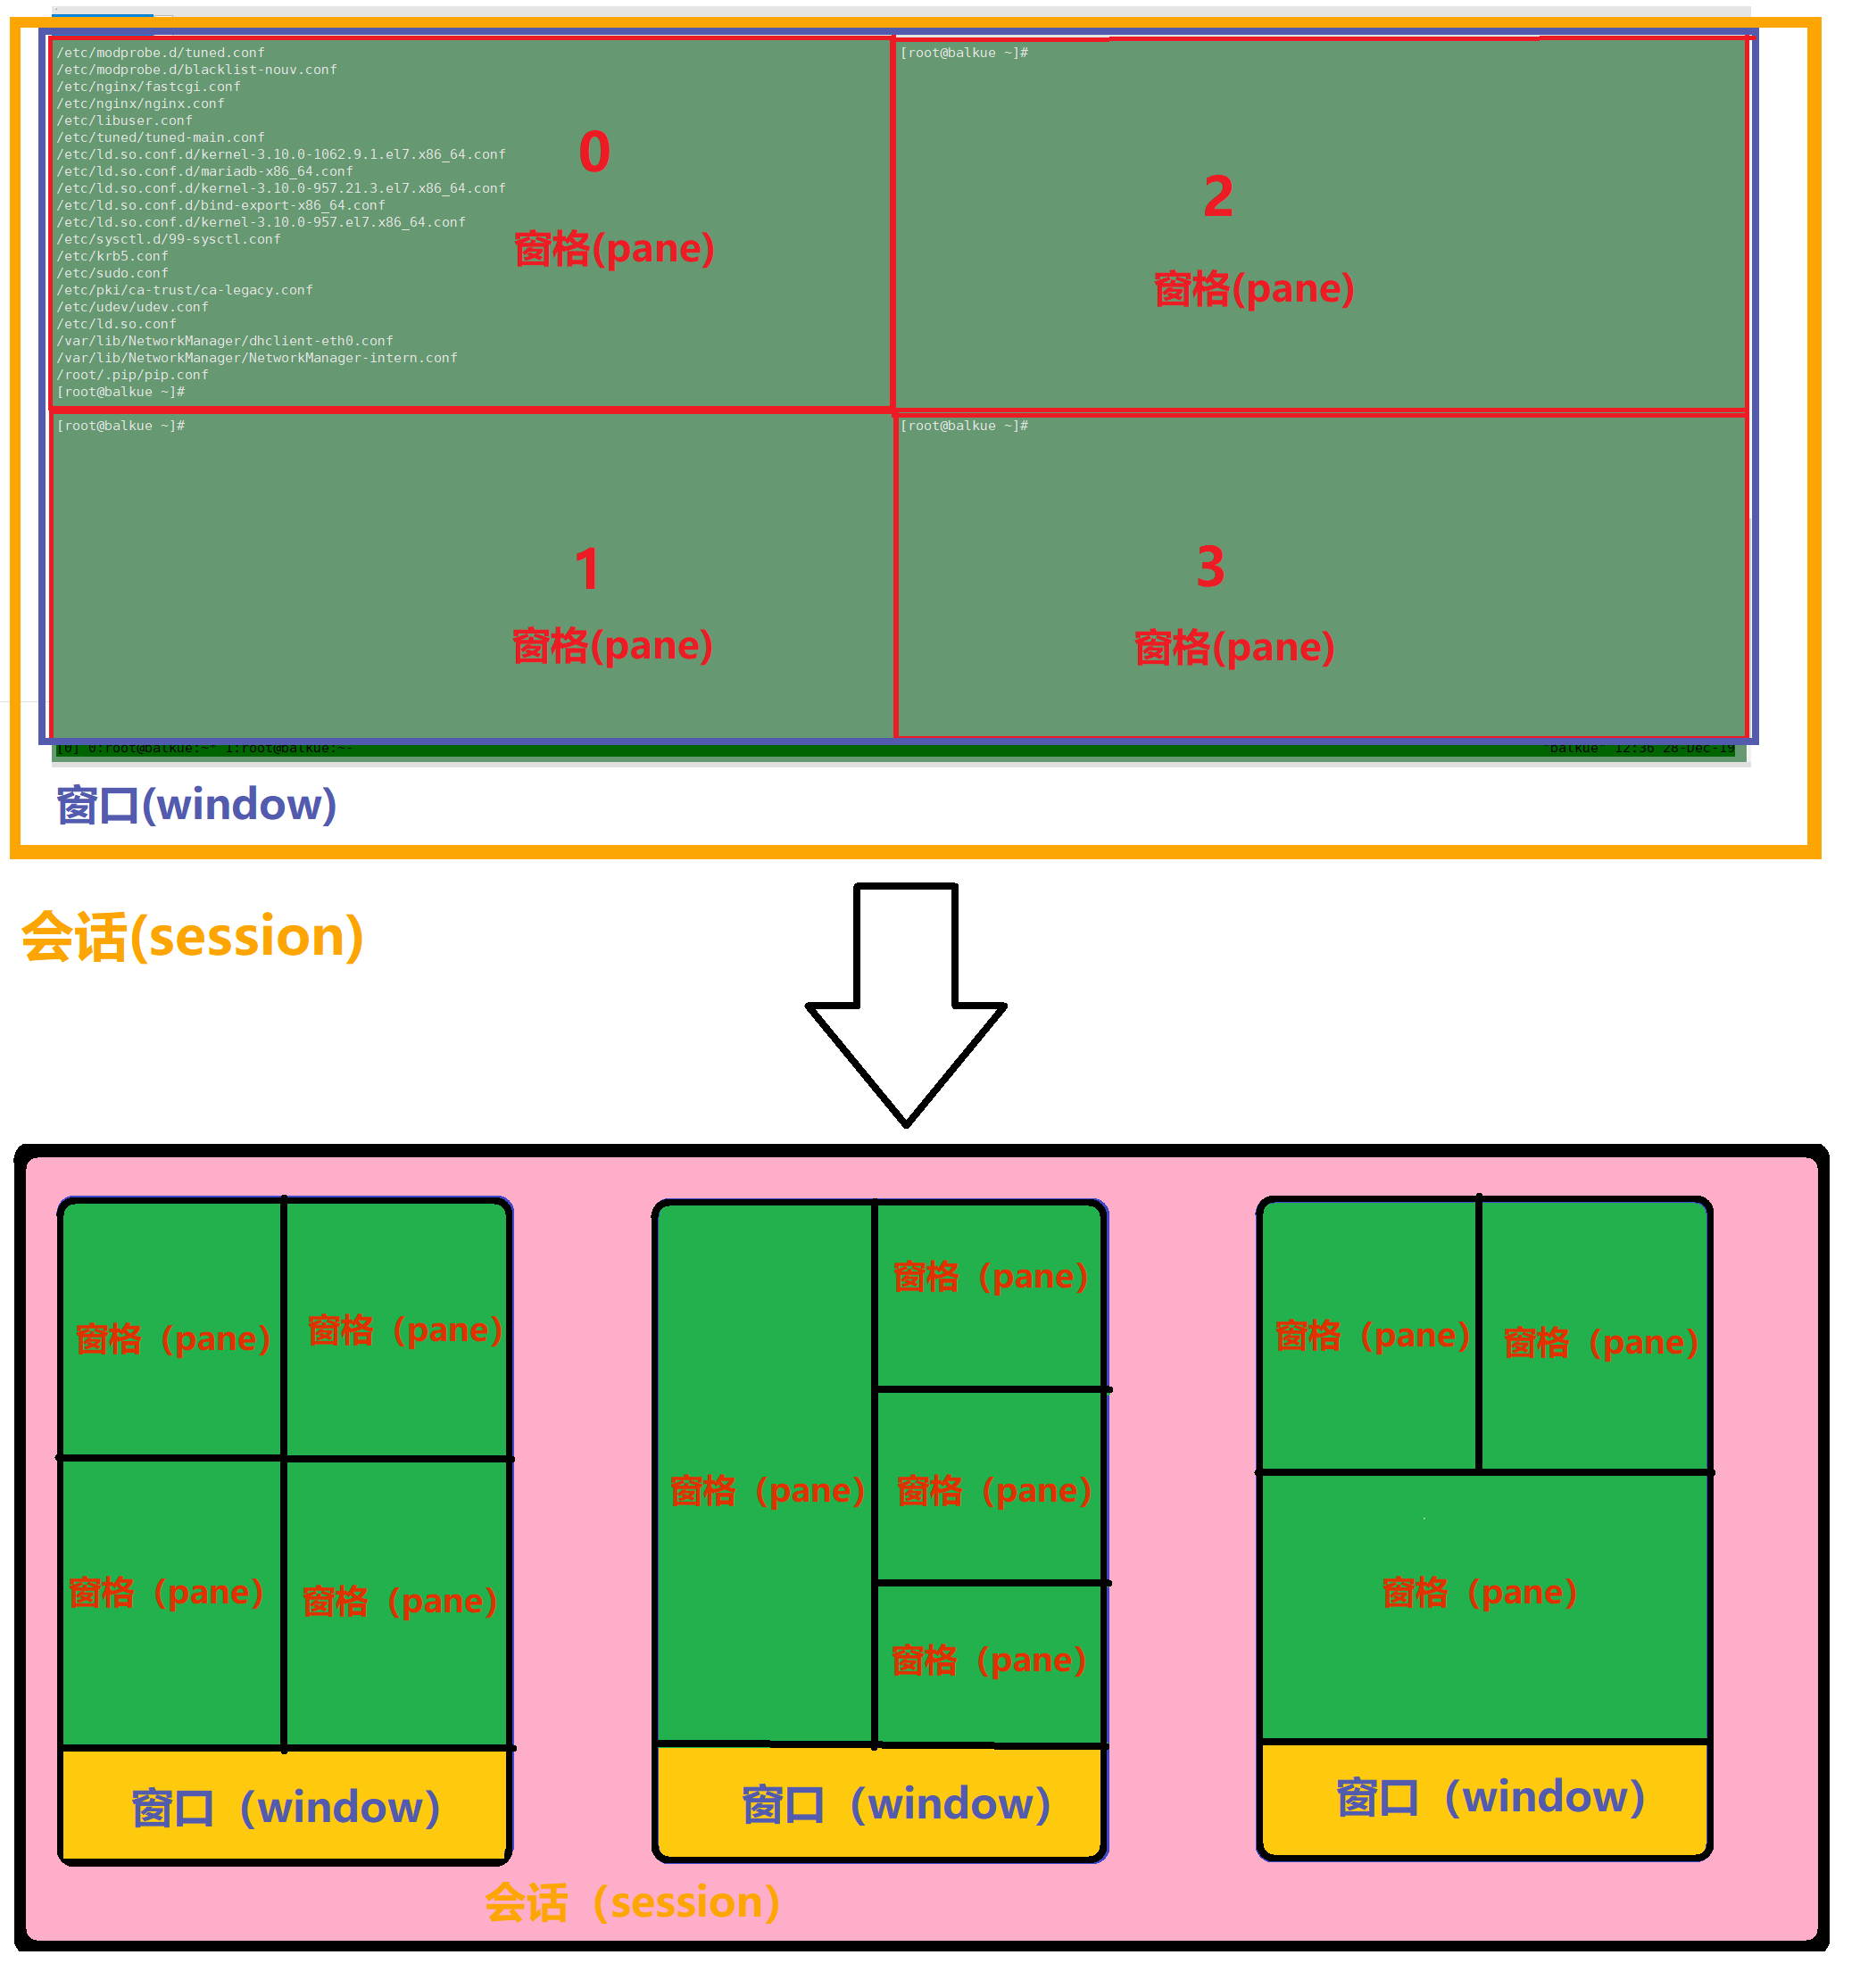 /etc/modprobe.d/tuned.conf
/etc/modprobe.d/blacklist-nouv.conf
/etc/nginx/fastcgi.conf
/etc/nginx/nginx.conf
/etc/libuser.conf
/etc/tuned/tuned-main.conf
/etc/ld.so.conf.d/kernel-3.10.0-1062.9.1.el7.x86_64.conf
/etc/ld.so.conf.d/mariadb-x86_64.conf
/etc/ld.so.conf.d/kernel-3.10.0-957.21.3.el7.x86_64.conf
/etc/ld.so.conf.d/bind-export-x86_64.conf
/etc/ld.so.conf.d/kernel-3.10.0-957.el7.x86_64.conf
/etc/sysctl.d/99-sysctl.conf
/etc/krb5.conf
/etc/sudo.conf
/etc/pki/ca-trust/ca-legacy.conf
/etc/udev/udev.conf
/etc/ld.so.conf
/var/lib/NetworkManager/dhclient-eth0.conf
/var/lib/NetworkManager/NetworkManager-intern.conf
/root/.pip/pip.conf
[root@balkue ~]#
0
窗格(pane)
[root@balkue ~]#
2
窗格(pane)
[root@balkue ~]#
1
窗格(pane)
[root@balkue ~]#
3
窗格(pane)
[0] 0:root@balkue:~* 1:root@balkue:~-
"balkue" 12:36 28-Dec-19
窗口(window)
会话(session)
窗格（pane）
窗格（pane）
窗格（pane）
窗格（pane）
窗口（window）
窗格（pane）
窗格（pane）
窗格（pane）
窗格（pane）
窗口（window）
窗格（pane）
窗格（pane）
窗格（pane）
窗口（window）
会话（session）